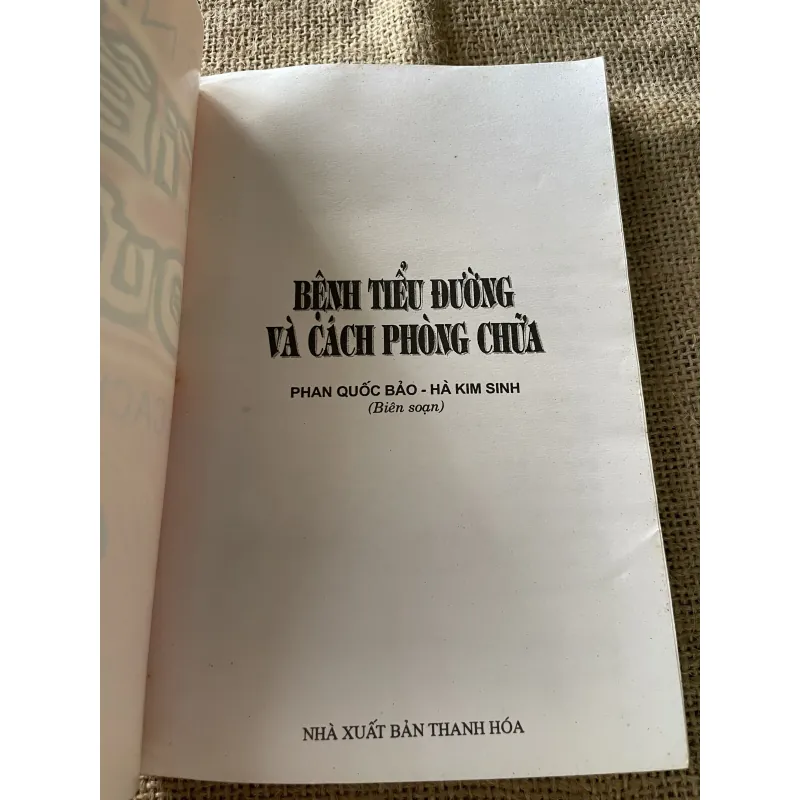 BỆNH TIỂU ĐƯỜNG
VÀ CÁCH PHÒNG CHỮA
PHAN QUỐC BẢO - HÀ KIM SINH
(Biên soạn)
NHÀ XUẤT BẢN THANH HÓA